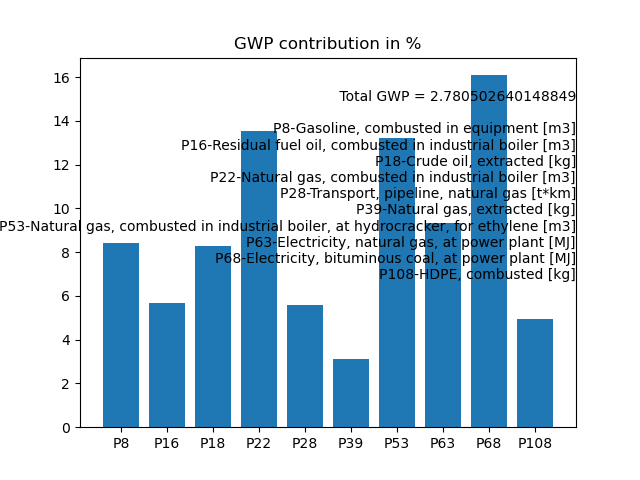 GWP contribution in %
16
14
12
10
8
6
4
2
0
Total GWP = 2.780502640148849
P8-Gasoline, combusted in equipment [m3]
P16-Residual fuel oil, combusted in industrial boiler [m3]
P18-Crude oil, extracted [kg]
P22-Natural gas, combusted in industrial boiler [m3]
P28-Transport, pipeline, natural gas [t*km]
P39-Natural gas, extracted [kg]
P53-Natural gas, combusted in industrial boiler, at hydrocracker, for ethylene [m3]
P63-Electricity, natural gas, at power plant [MJ]
P68-Electricity, bituminous coal, at power plant [MJ]
P108-HDPE, combusted [kg]
P8 P16 P18 P22 P28 P39 P53 P63 P68 P108